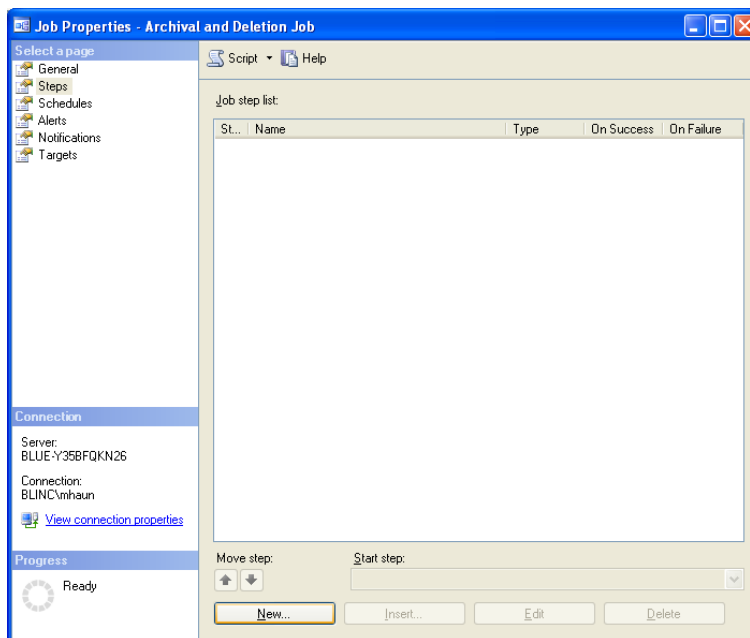 Job Properties - Archival and Deletion Job
Select a page
General
Steps
Schedules
Alerts
Notifications
Targets
Script
Help
Job step list:
St... Name Type On Success On Failure
Connection
Server:
BLUE-Y35BFQKN26
Connection:
BLINC\mhaun
View connection properties
Progress
Ready
Move step:
Start step:
New... Insert... Edit Delete